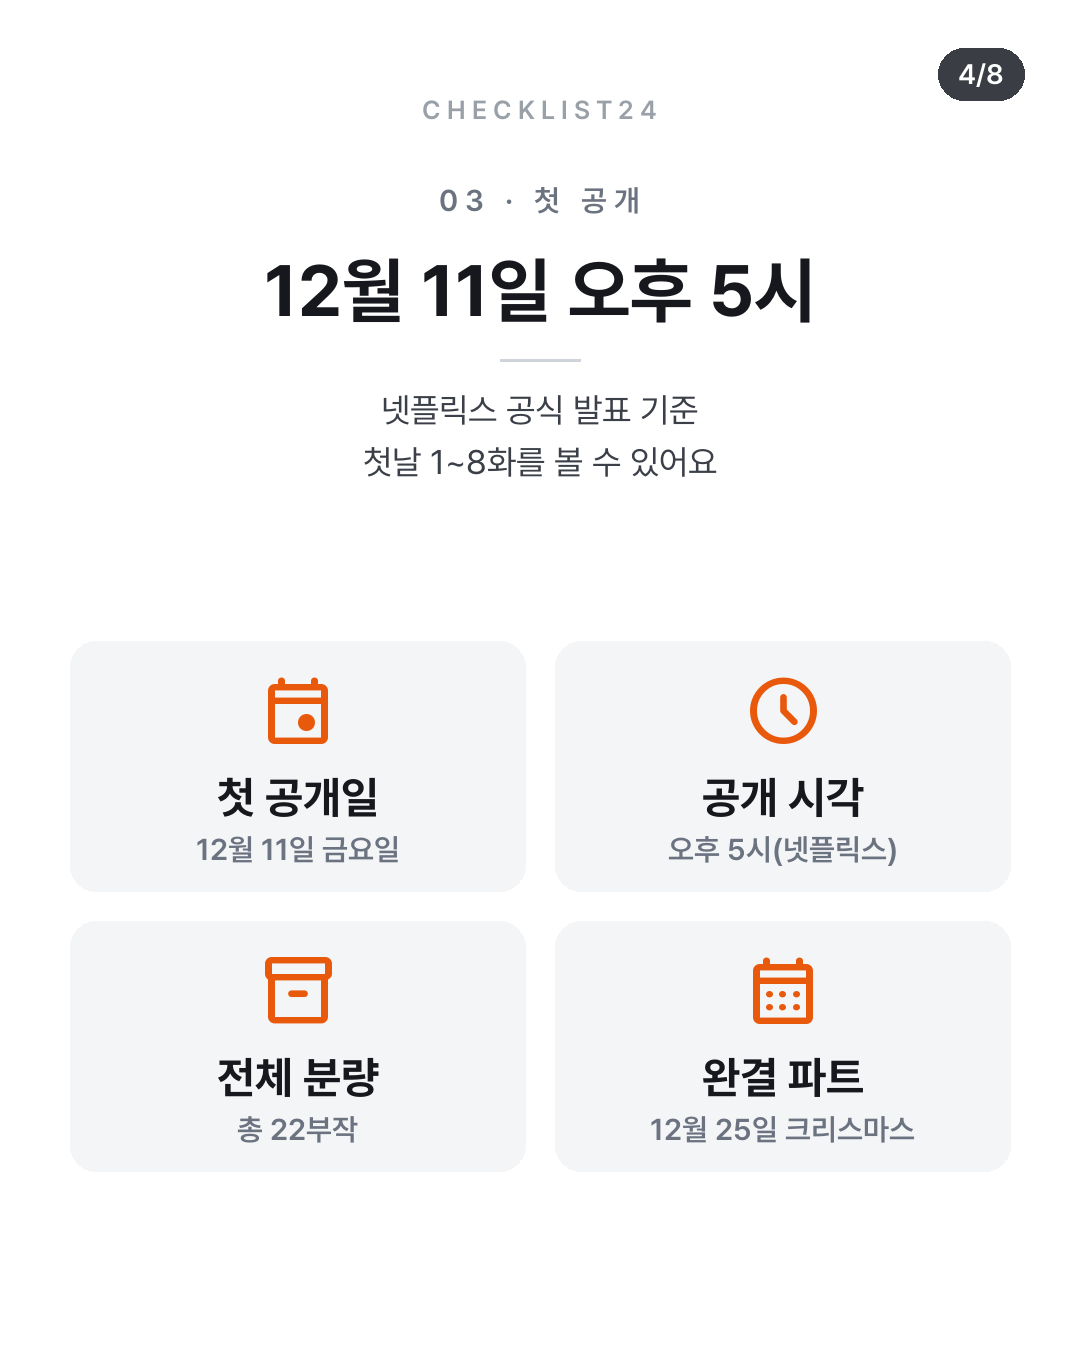 4/8
CHECKLIST24
03 · 첫 공개
12월 11일 오후 5시
넷플릭스 공식 발표 기준
첫날 1~8화를 볼 수 있어요
첫 공개일
12월 11일 금요일
공개 시각
오후 5시(넷플릭스)
전체 분량
총 22부작
완결 파트
12월 25일 크리스마스